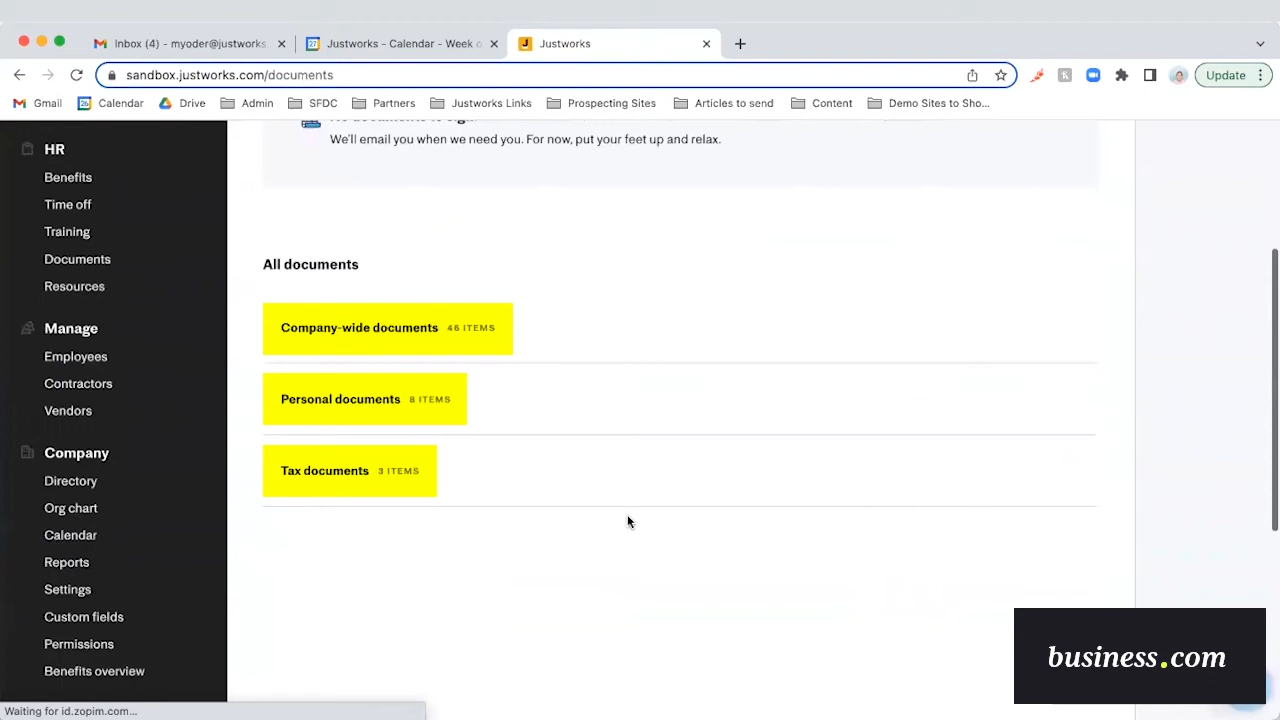 Inbox (4) - myoder@justworks.
Justworks - Calendar - Week o
Justworks
sandbox.justworks.com/documents
Update
Gmail
Calendar
Drive
Admin
SFDC
Partners
Justworks Links
Prospecting Sites
Articles to send
Content
Demo Sites to Sho...
We'll email you when we need you. For now, put your feet up and relax.
HR
Benefits
Time off
Training
Documents
Resources
Manage
Employees
Contractors
Vendors
Company
Directory
Org chart
Calendar
Reports
Settings
Custom fields
Permissions
Benefits overview
All documents
Company-wide documents 46 ITEMS
Personal documents 8 ITEMS
Tax documents 3 ITEMS
business.com
Waiting for id.zopim.com...